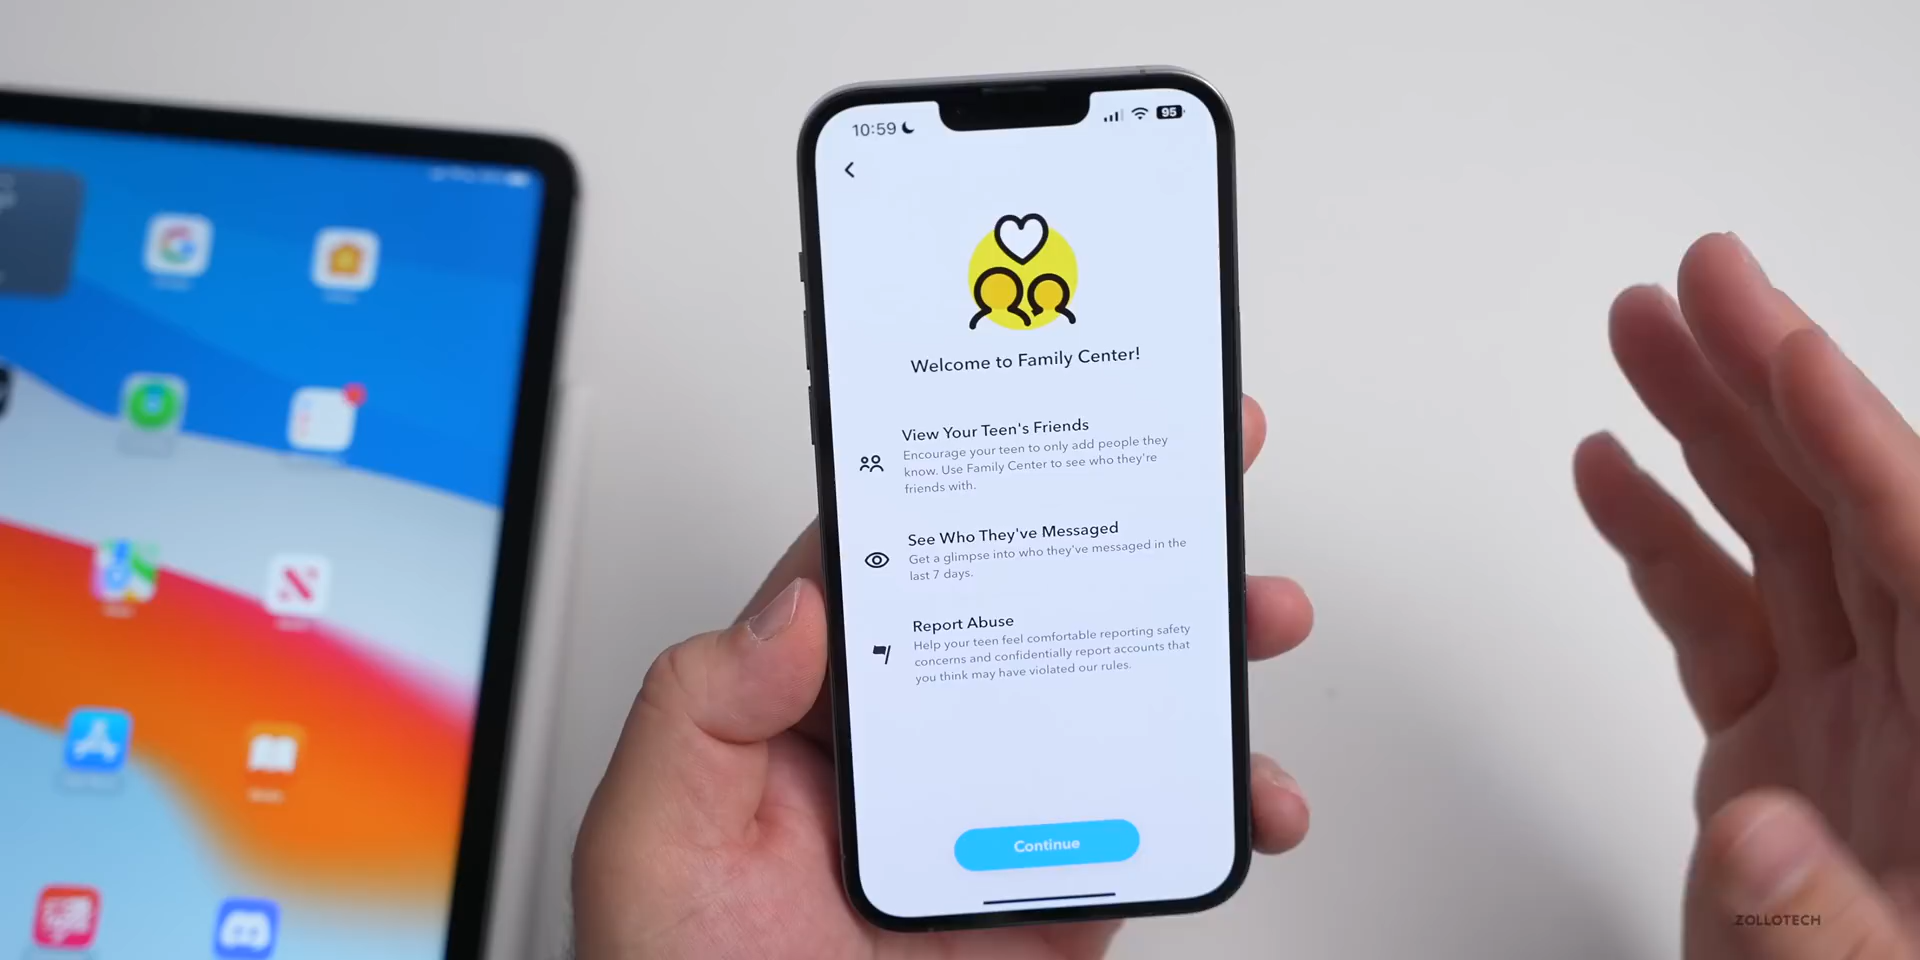 10:59
95
Welcome to Family Center!
View Your Teen's Friends
Encourage your teen to only add people they
know. Use Family Center to see who they're
friends with.
See Who They've Messaged
Get a glimpse into who they've messaged in the
last 7 days.
Report Abuse
Help your teen feel comfortable reporting safety
concerns and confidentially report accounts that
you think may have violated our rules.
Continue
ZOLLOTECH